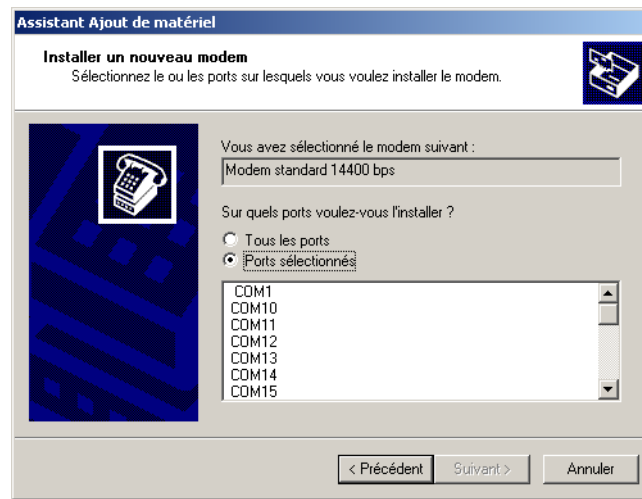 Assistant Ajout de matériel
Installer un nouveau modem
Sélectionnez le ou les ports sur lesquels vous voulez installer le modem.
Vous avez sélectionné le modem suivant :
Modem standard 14400 bps
Sur quels ports voulez-vous l'installer ?
Tous les ports
Ports sélectionnés
COM1
COM10
COM11
COM12
COM13
COM14
COM15
< Précédent
Suivant >
Annuler